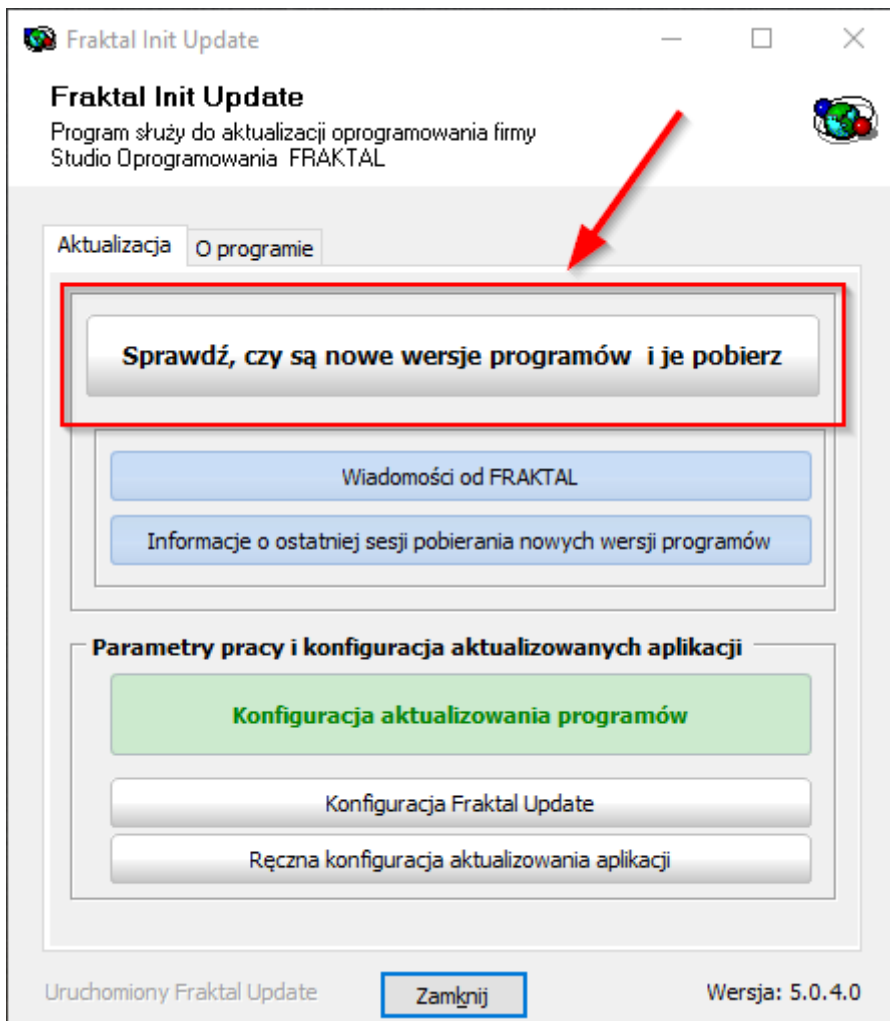 Fraktal Init Update
Fraktal Init Update
Program służy do aktualizacji oprogramowania firmy
Studio Oprogramowania FRAKTAL
Aktualizacja
O programie
Sprawdź, czy są nowe wersje programów i je pobierz
Wiadomości od FRAKTAL
Informacje o ostatniej sesji pobierania nowych wersji programów
Parametry pracy i konfiguracja aktualizowanych aplikacji
Konfiguracja aktualizowania programów
Konfiguracja Fraktal Update
Ręczna konfiguracja aktualizowania aplikacji
Uruchomiony Fraktal Update
Zamknij
Wersja: 5.0.4.0